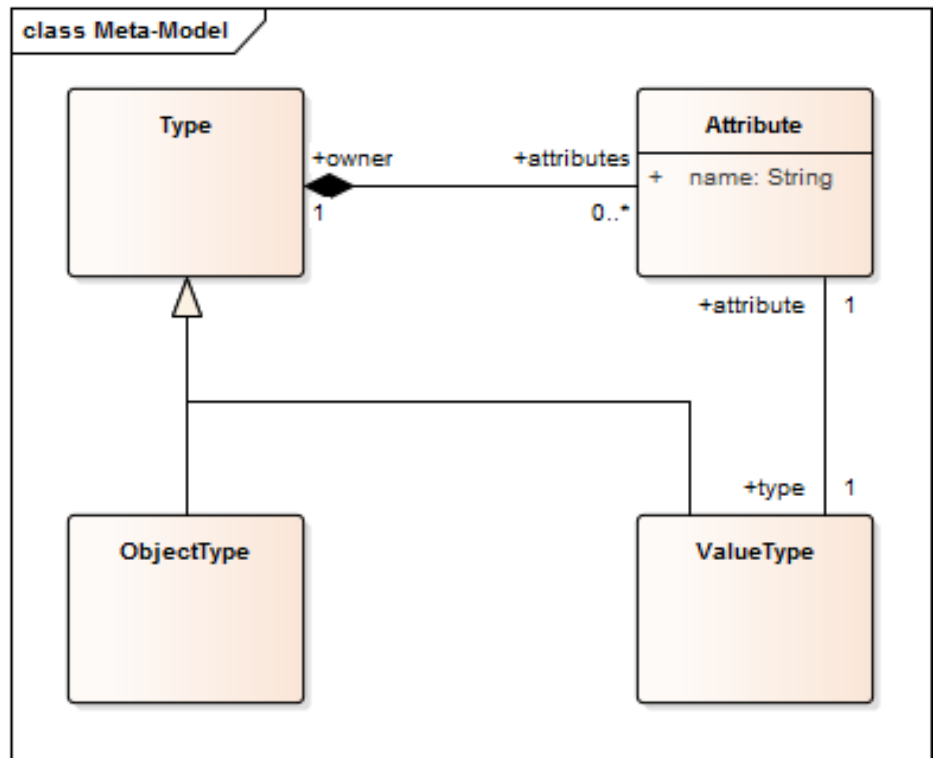 class Meta-Model
Type
Attribute
+owner
+attributes
+ name: String
1
0..*
+attribute
1
+type
1
ObjectType
ValueType